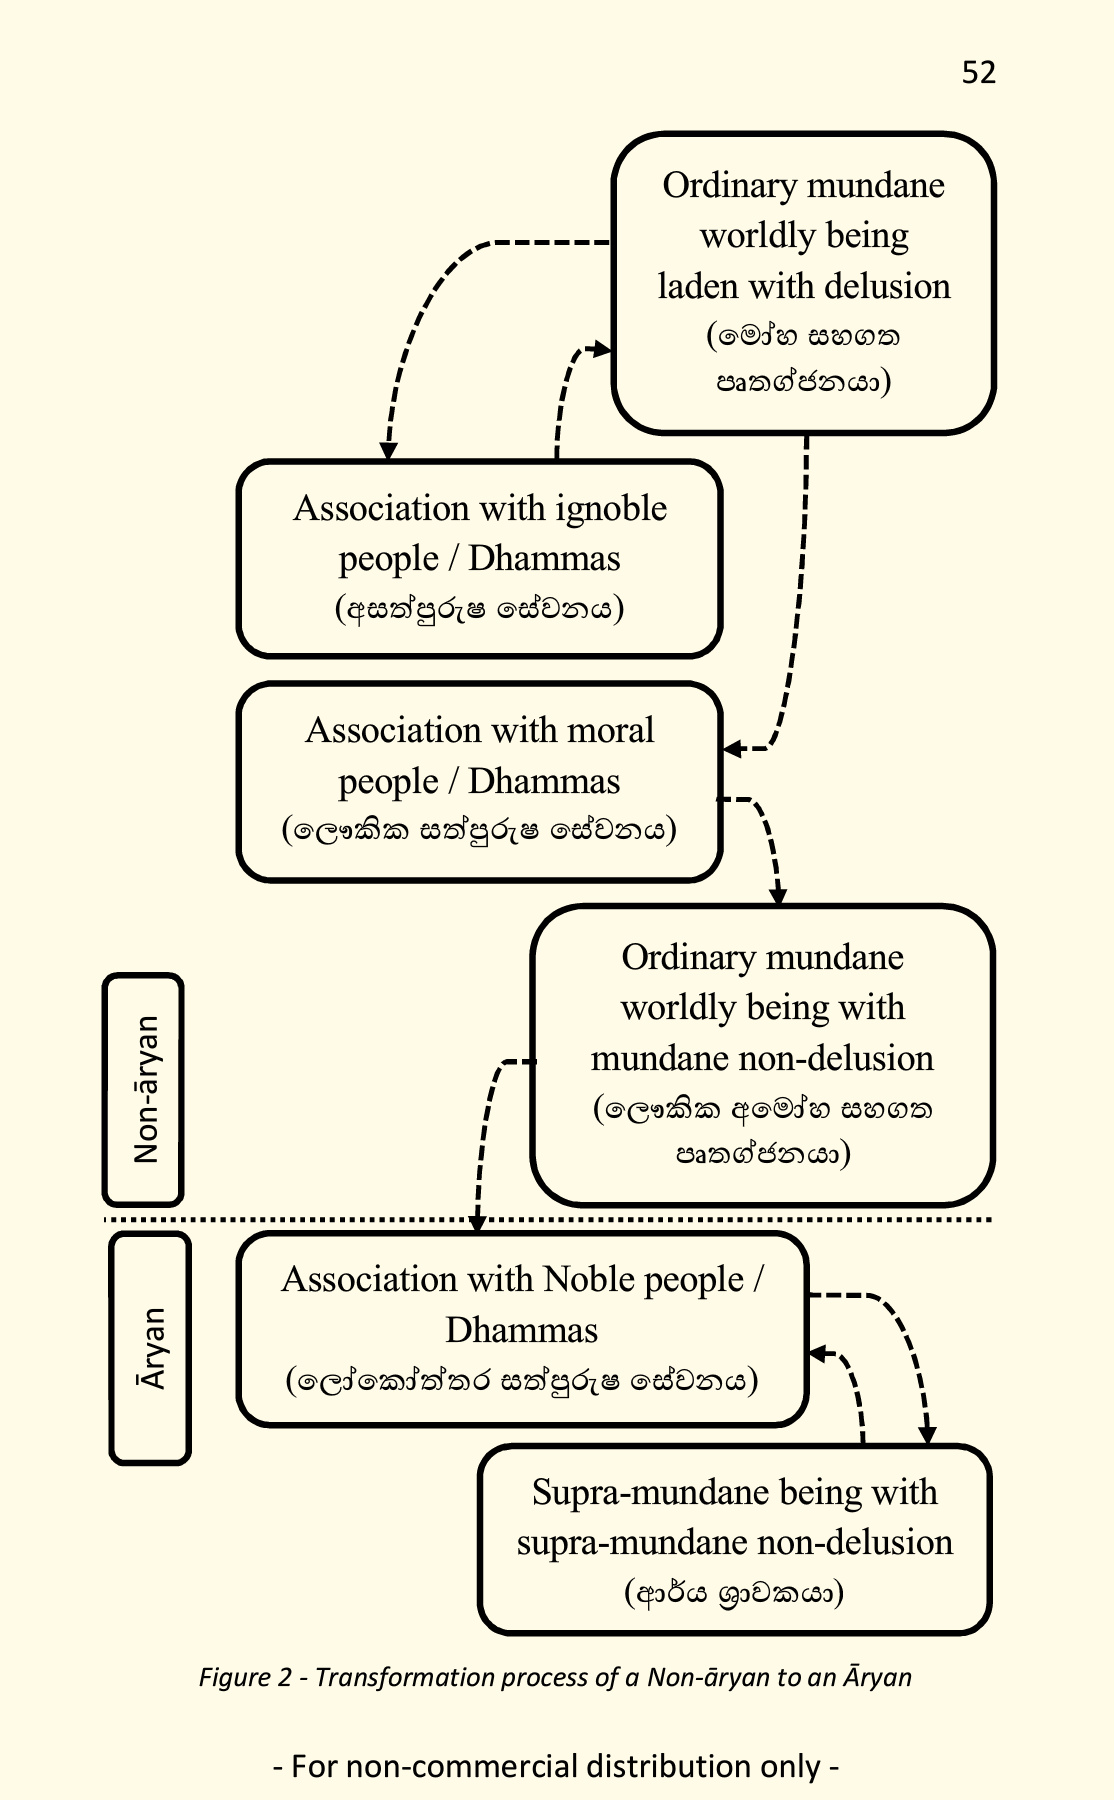 52
Ordinary mundane
worldly being
laden with delusion
(මෝහ සහගත
පෘතග්ජනයා)
Association with ignoble
people / Dhammas
(අසත්පුරුෂ සේවනය)
Association with moral
people / Dhammas
(ලෞකික සත්පුරුෂ සේවනය)
Ordinary mundane
worldly being with
mundane non-delusion
(ලෞකික අමෝහ සහගත
පෘතග්ජනයා)
Non-āryan
Āryan
Association with Noble people /
Dhammas
(ලෝකෝත්තර සත්පුරුෂ සේවනය)
Supra-mundane being with
supra-mundane non-delusion
(ආර්ය ශ්‍රාවකයා)
Figure 2 - Transformation process of a Non-āryan to an Āryan
- For non-commercial distribution only -